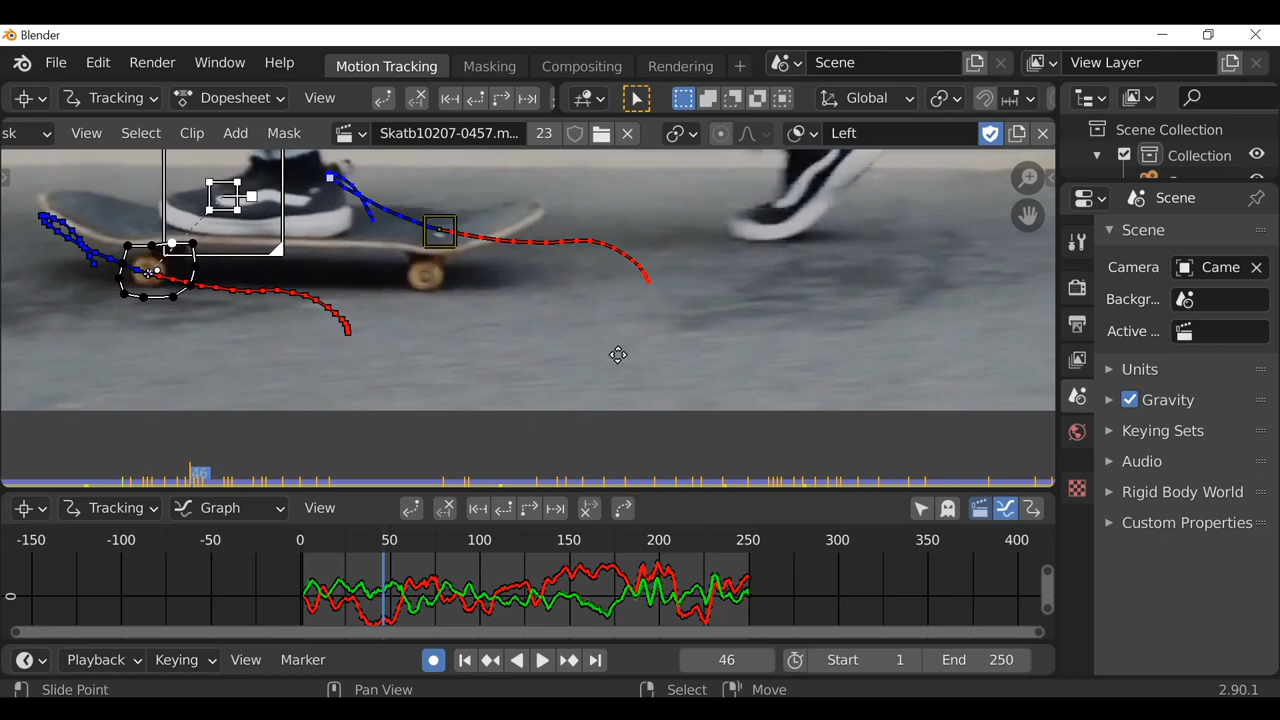 Blender
File Edit Render Window Help Motion Tracking Masking Compositing Rendering + Scene View Layer
Tracking Dopesheet View Global
sk View Select Clip Add Mask Skatb10207-0457.m... 23 Left
Scene Collection
Collection
Scene
Scene
Camera Came
Backgr...
Active ...
Units
Gravity
Keying Sets
Audio
Rigid Body World
Custom Properties
46
Tracking Graph View
-150 -100 -50 0 50 100 150 200 250 300 350 400
0
Playback Keying View Marker 46 Start 1 End 250
Slide Point Pan View Select Move 2.90.1